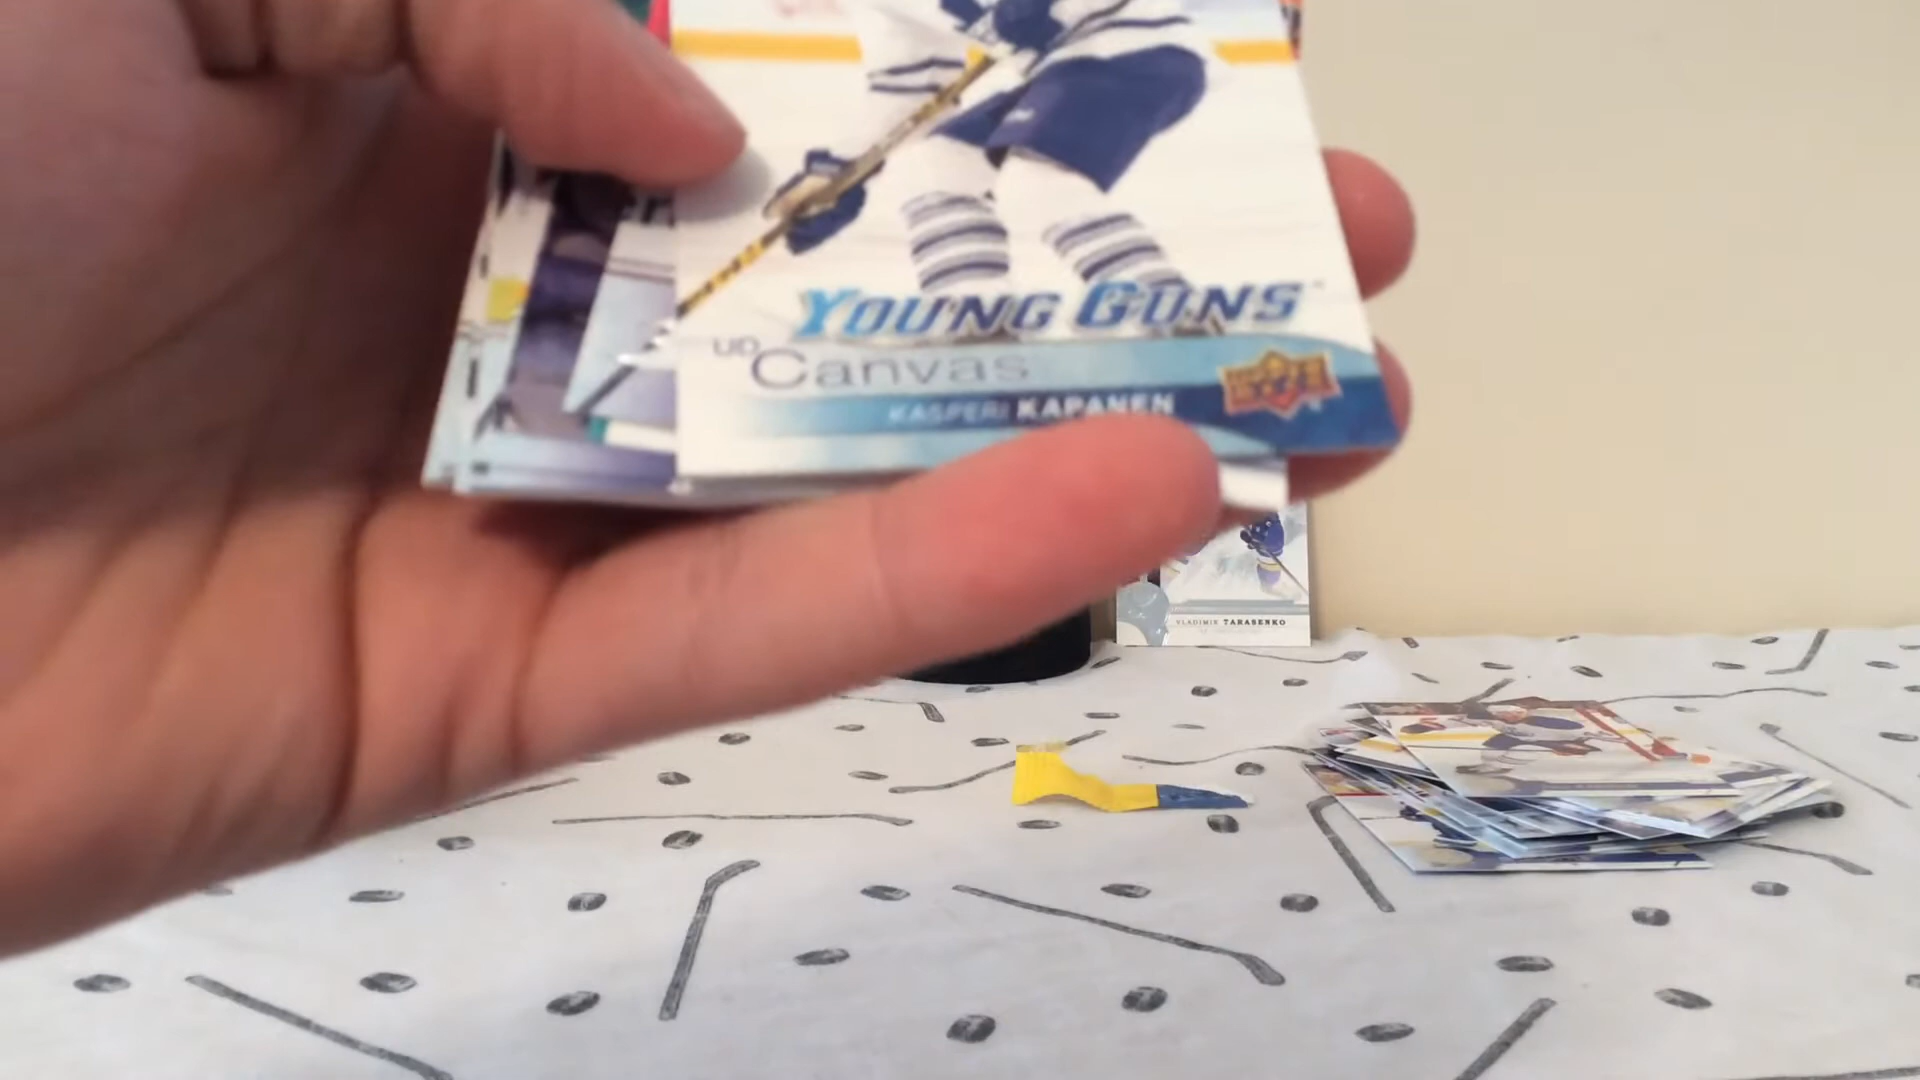 YOUNG GUNS
UD Canvas
KASPERI KAPANEN
VLADIMIR TARASENKO